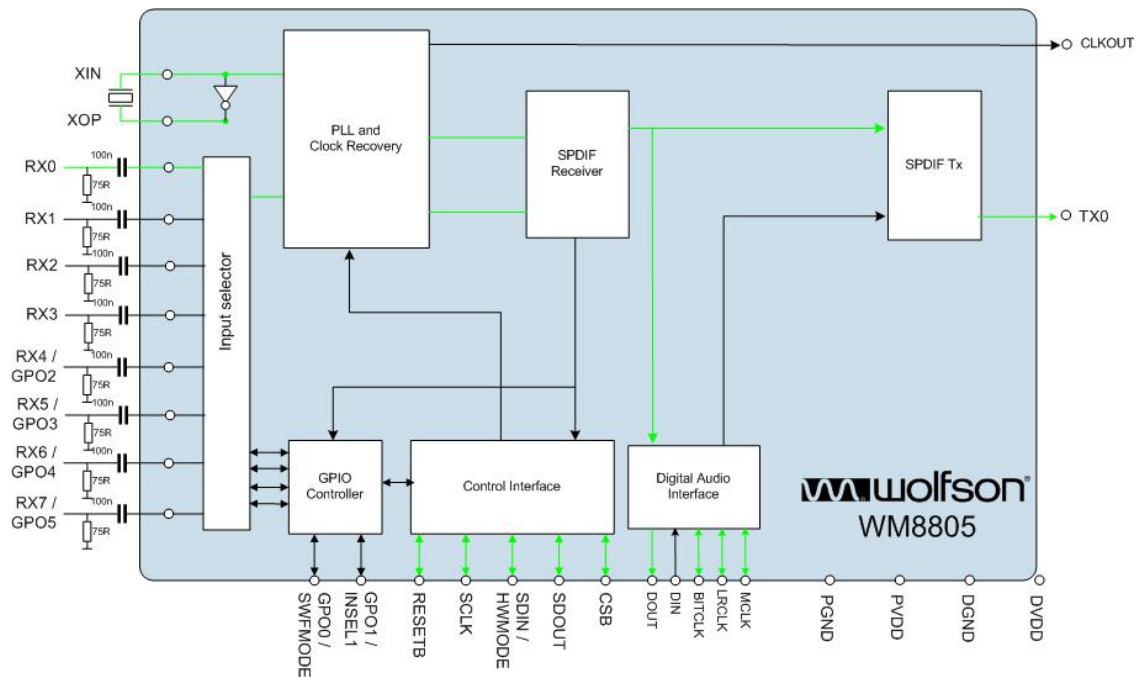 CLKOUT
XIN
XOP
PLL and
Clock Recovery
SPDIF
Receiver
SPDIF Tx
TX0
RX0
100n
75R
RX1
100n
75R
RX2
100n
75R
RX3
100n
75R
RX4 /
GPO2
100n
75R
RX5 /
GPO3
100n
75R
RX6 /
GPO4
100n
75R
RX7 /
GPO5
100n
75R
Input selector
GPIO
Controller
Control Interface
Digital Audio
Interface
wolfson®
WM8805
GPO0 /
SWFMODE
GPO1 /
INSEL1
RESETB
SCLK
SDIN /
HWMODE
SDOUT
CSB
DOUT
DIN
BITCLK
LRCLK
MCLK
PGND
PVDD
DGND
DVDD